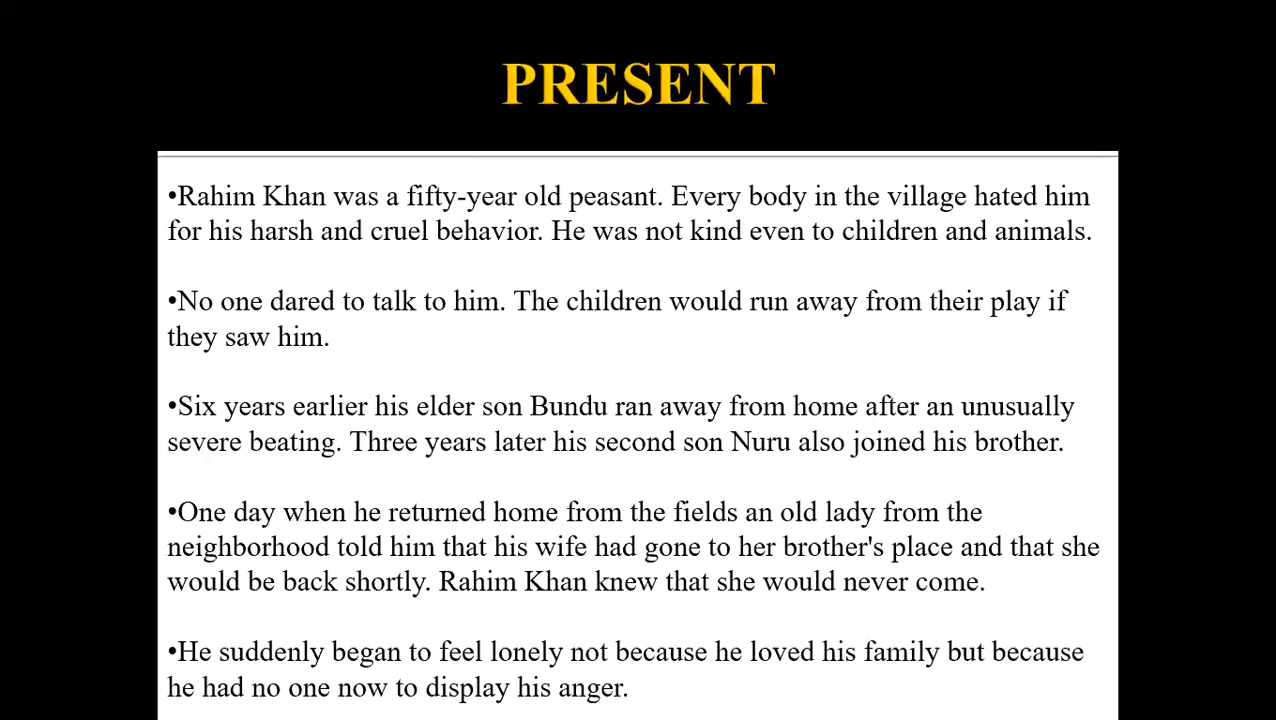 PRESENT
•Rahim Khan was a fifty-year old peasant. Every body in the village hated him
for his harsh and cruel behavior. He was not kind even to children and animals.
•No one dared to talk to him. The children would run away from their play if
they saw him.
•Six years earlier his elder son Bundu ran away from home after an unusually
severe beating. Three years later his second son Nuru also joined his brother.
•One day when he returned home from the fields an old lady from the
neighborhood told him that his wife had gone to her brother's place and that she
would be back shortly. Rahim Khan knew that she would never come.
•He suddenly began to feel lonely not because he loved his family but because
he had no one now to display his anger.